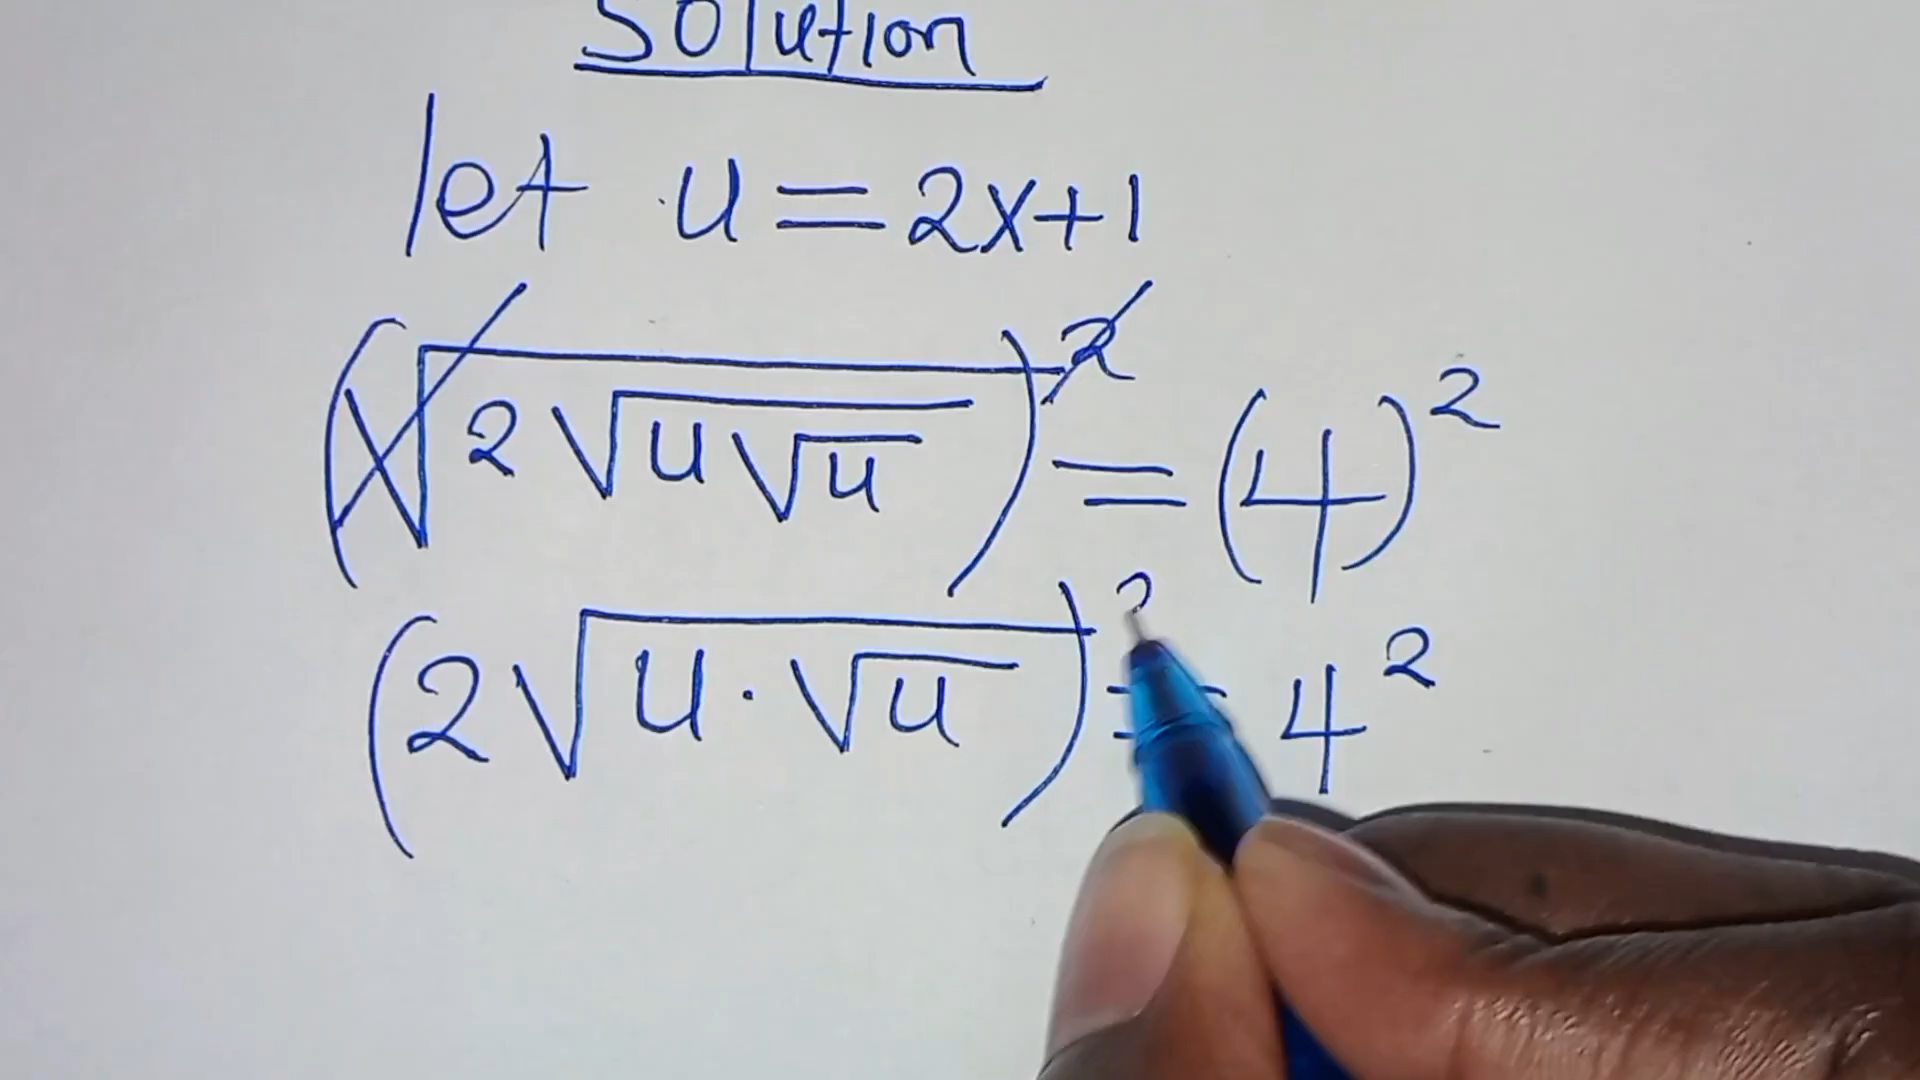 Solution
let u = 2x+1
(√(2√(u√u)))² = (4)²
(2√(u·√u))² = 4²